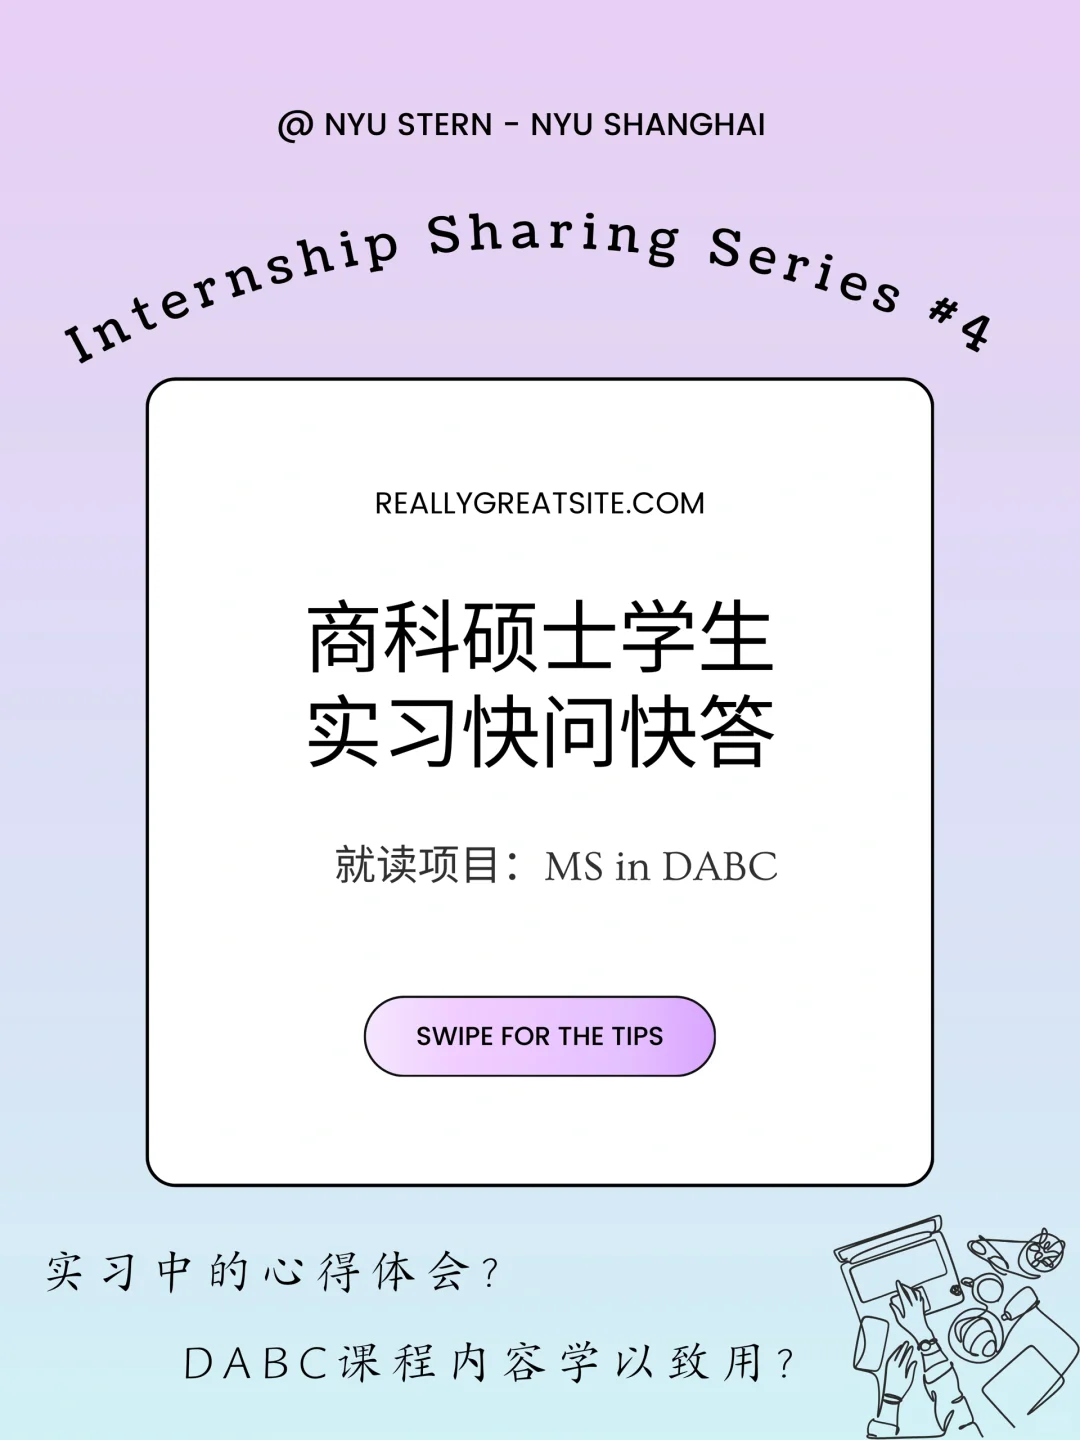 @ NYU STERN - NYU SHANGHAI
Internship Sharing Series #4
REALLYGREATSITE.COM
商科硕士学生
实习快问快答
就读项目：MS in DABC
SWIPE FOR THE TIPS
实习中的心得体会?
DABC课程内容学以致用?